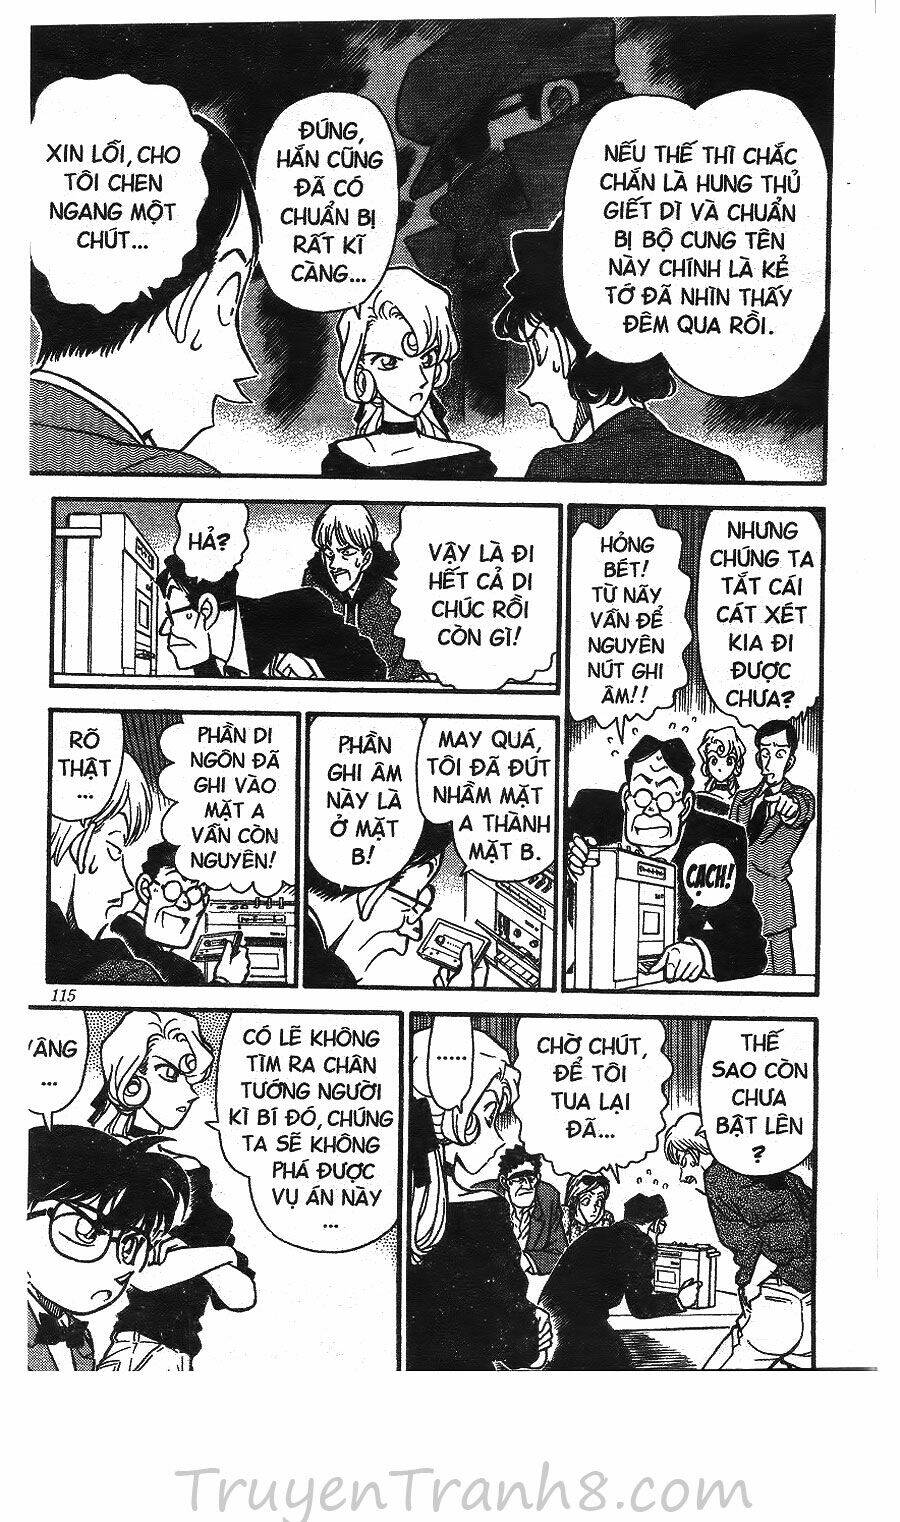 NẾU THẾ THÌ CHẮC
CHẮN LÀ HUNG THỦ
GIẾT DÌ VÀ CHUẨN
BỊ BỘ CUNG TÊN
NÀY CHÍNH LÀ KẺ
TỚ ĐÃ NHÌN THẤY
ĐÊM QUA RỒI.
ĐÚNG,
HẮN CŨNG
ĐÃ CÓ
CHUẨN BỊ
RẤT KĨ
CÀNG...
XIN LỖI, CHO
TÔI CHEN
NGANG MỘT
CHÚT...
NHƯNG
CHÚNG TA
TẮT CÁI
CÁT XÉT
KIA ĐI
ĐƯỢC
CHƯA?
HỎNG
BÉT!
TỪ NÃY
VẪN ĐỂ
NGUYÊN
NÚT GHI
ÂM!!
CẠCH!
VẬY LÀ ĐI
HẾT CẢ DI
CHÚC RỒI
CÒN GÌ!
HẢ?
MAY QUÁ,
TÔI ĐÃ ĐÚT
NHẦM MẶT
A THÀNH
MẶT B.
PHẦN
GHI ÂM
NÀY LÀ
Ở MẶT
B!
PHẦN DI
NGÔN ĐÃ
GHI VÀO
MẶT A
VẪN CÒN
NGUYÊN!
RÕ
THẬT
...
115
THẾ
SAO CÒN
CHƯA
BẬT LÊN
?
CHỜ CHÚT,
ĐỂ TÔI
TUA LẠI
ĐÃ...
......
CÓ LẼ KHÔNG
TÌM RA CHÂN
TƯỚNG NGƯỜI
KÌ BÍ ĐÓ, CHÚNG
TA SẼ KHÔNG
PHÁ ĐƯỢC
VỤ ÁN NÀY
...
VÂNG
...
TruyenTranh8.com